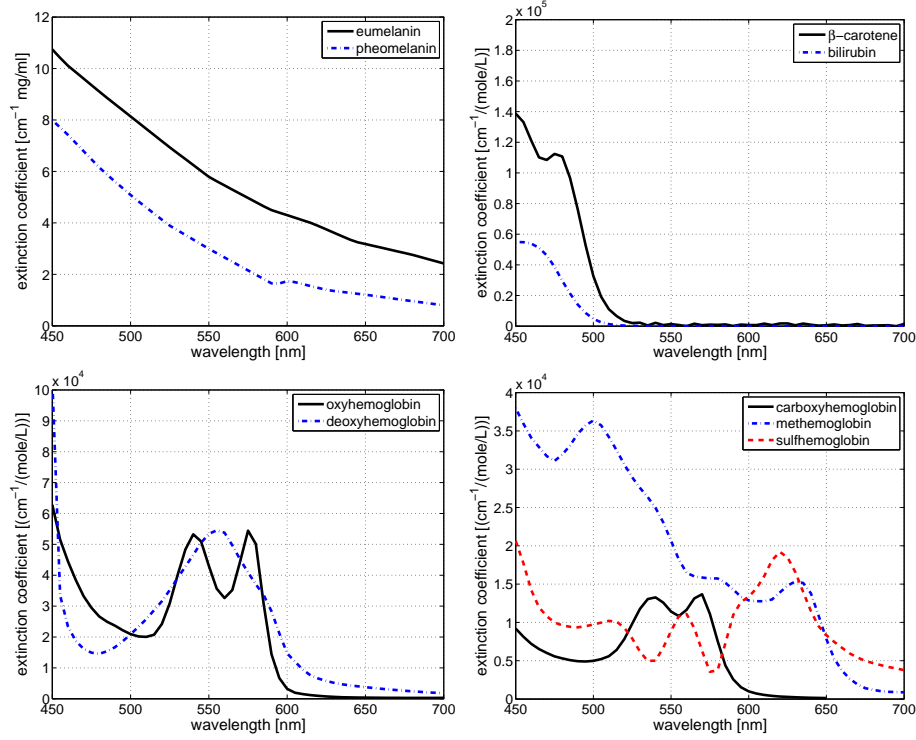 12
10
8
6
4
2
0
450 500 550 600 650 700
wavelength [nm]
extinction coefficient [cm⁻¹ mg/ml]
eumelanin
pheomelanin
x 10⁵
2
1.8
1.6
1.4
1.2
1
0.8
0.6
0.4
0.2
0
450 500 550 600 650 700
wavelength [nm]
extinction coefficient [cm⁻¹/(mole/L)]
β−carotene
bilirubin
x 10⁴
10
9
8
7
6
5
4
3
2
1
0
450 500 550 600 650 700
wavelength [nm]
extinction coefficient [(cm⁻¹/(mole/L))]
oxyhemoglobin
deoxyhemoglobin
x 10⁴
4
3.5
3
2.5
2
1.5
1
0.5
0
450 500 550 600 650 700
wavelength [nm]
extinction coefficient [(cm⁻¹/(mole/L))]
carboxyhemoglobin
methemoglobin
sulfhemoglobin